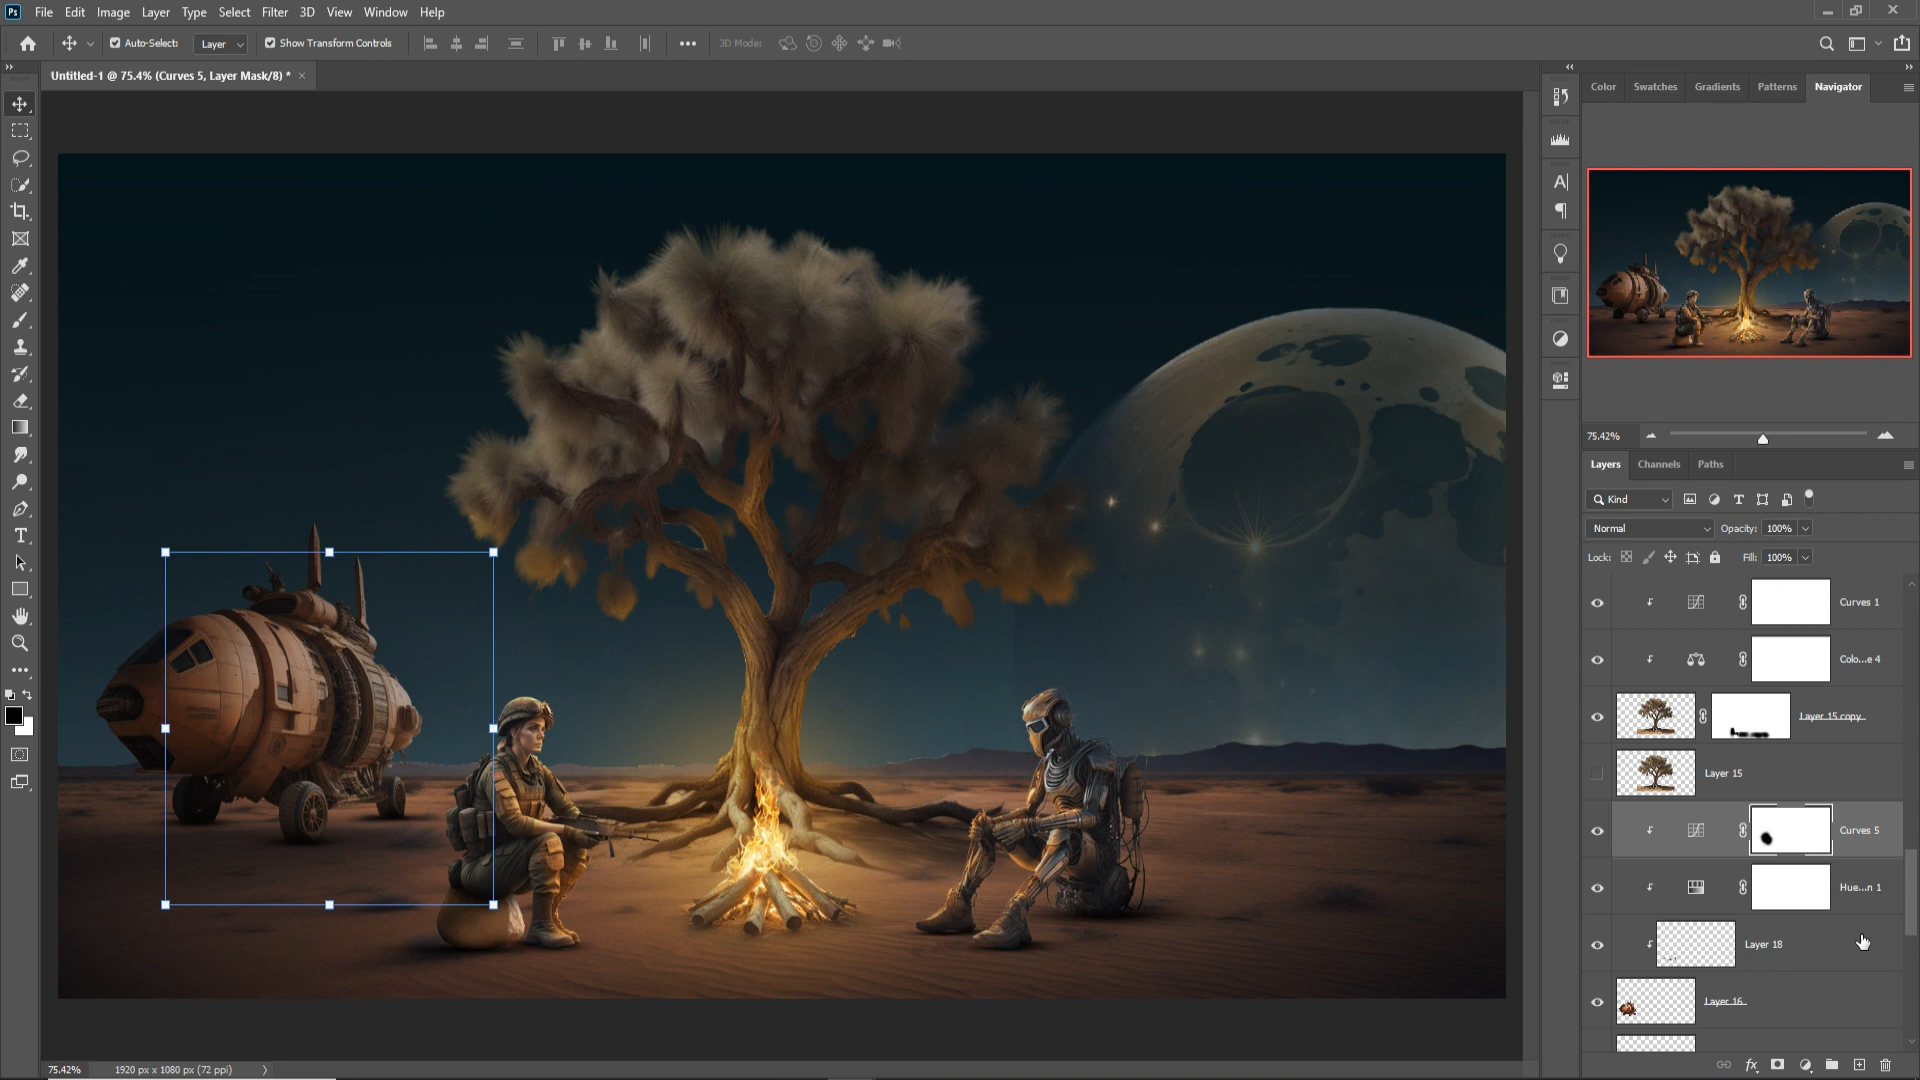 Ps File Edit Image Layer Type Select Filter 3D View Window Help
Auto-Select: Layer Show Transform Controls 3D Mode:
Untitled-1 @ 75.4% (Curves 5, Layer Mask/8) * ×
Color Swatches Gradients Patterns Navigator
75.42%
Layers Channels Paths
Kind
Normal Opacity: 100%
Lock: Fill: 100%
Curves 1
Colo...e 4
Layer 15 copy
Layer 15
Curves 5
Hue...n 1
Layer 18
Layer 16
75.42% 1920 px x 1080 px (72 ppi)